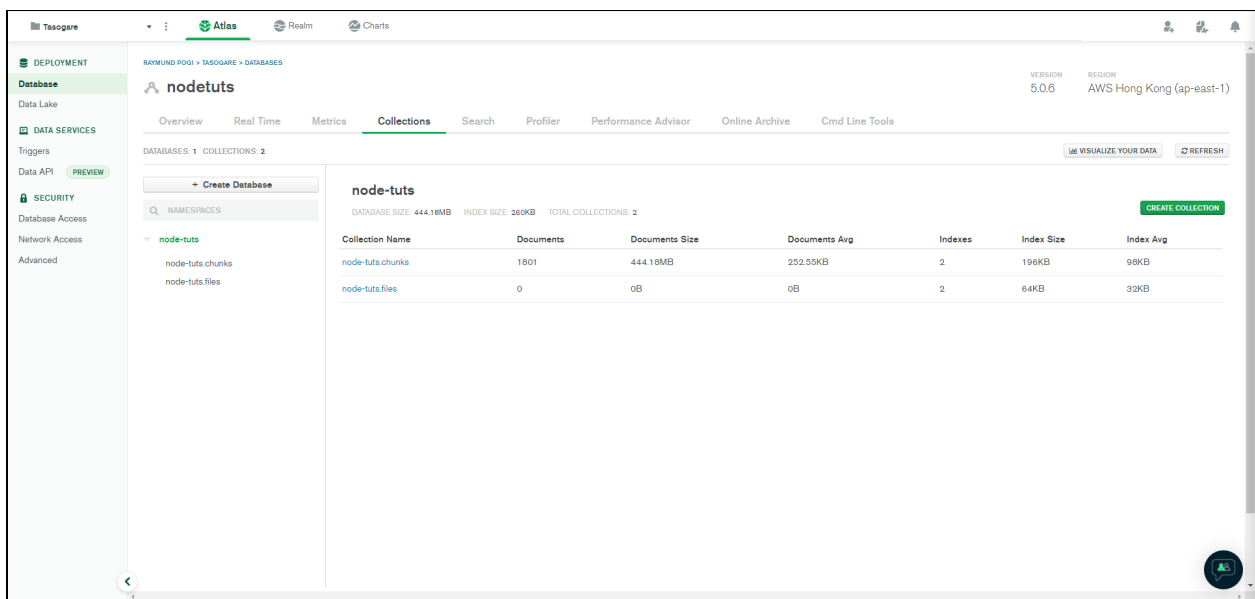 Tasogare
Atlas
Realm
Charts
DEPLOYMENT
Database
Data Lake
DATA SERVICES
Triggers
Data API PREVIEW
SECURITY
Database Access
Network Access
Advanced
RAYMUND POGI > TASOGARE > DATABASES
nodetuts
VERSION
5.0.6
REGION
AWS Hong Kong (ap-east-1)
Overview Real Time Metrics Collections Search Profiler Performance Advisor Online Archive Cmd Line Tools
DATABASES: 1 COLLECTIONS: 2
VISUALIZE YOUR DATA
REFRESH
+ Create Database
NAMESPACES
node-tuts
node-tuts.chunks
node-tuts.files
node-tuts
DATABASE SIZE: 444.18MB INDEX SIZE: 260KB TOTAL COLLECTIONS: 2
CREATE COLLECTION
Collection Name Documents Documents Size Documents Avg Indexes Index Size Index Avg
node-tuts.chunks 1801 444.18MB 252.55KB 2 196KB 98KB
node-tuts.files 0 0B 0B 2 64KB 32KB